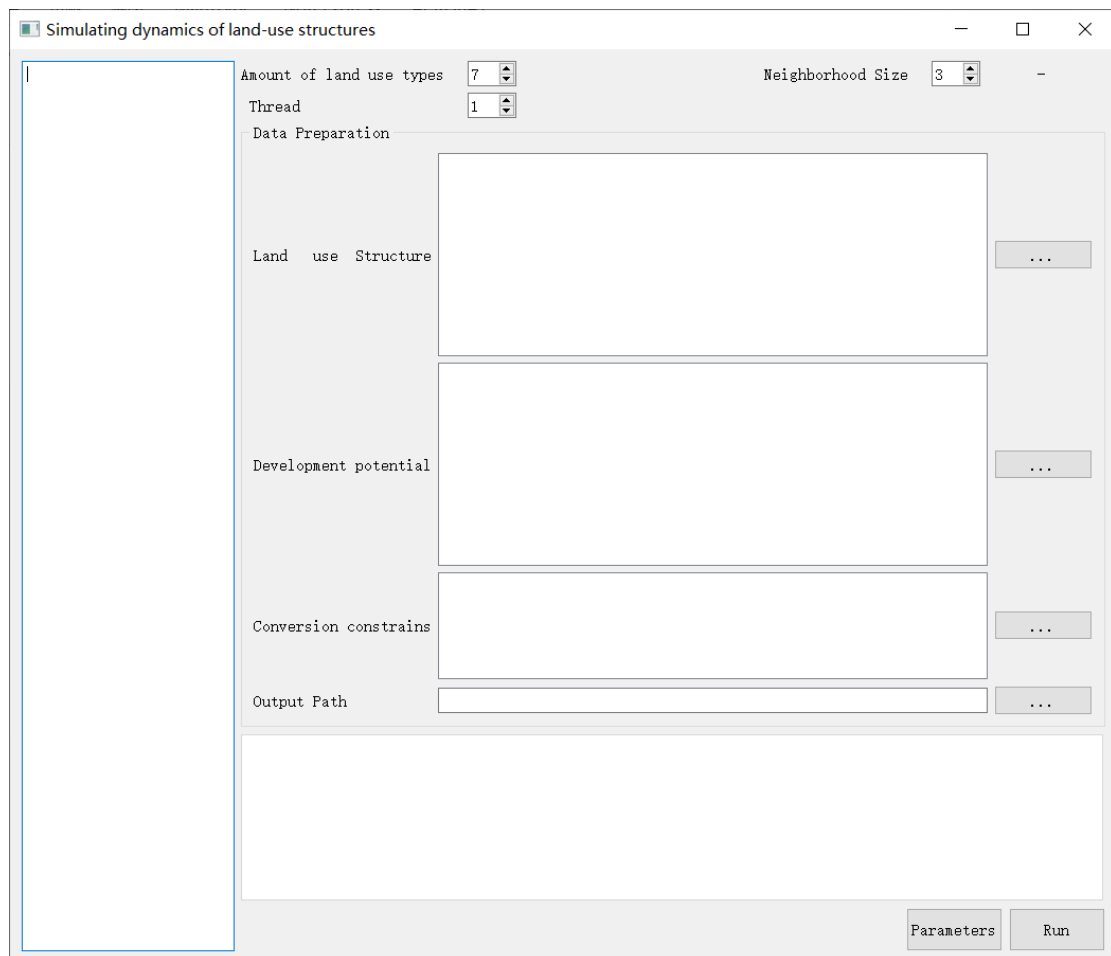 Simulating dynamics of land-use structures
Amount of land use types 7 Neighborhood Size 3 -
Thread 1
Data Preparation
Land use Structure ...
Development potential ...
Conversion constrains ...
Output Path ...
Parameters Run